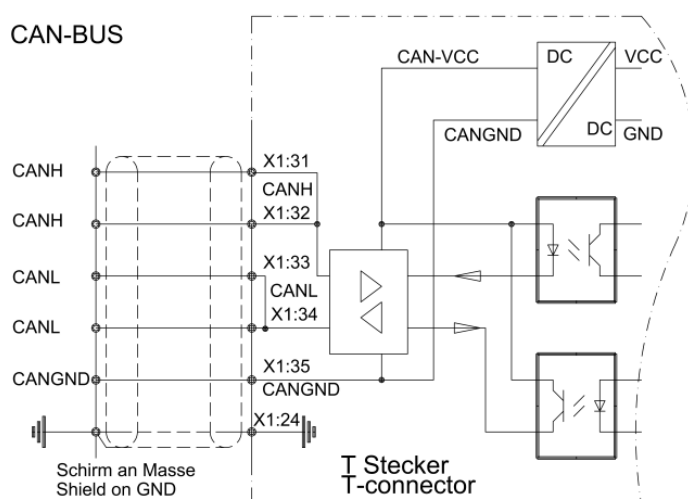 CAN-BUS
CAN-VCC
DC
VCC
CANGND
DC
GND
CANH
X1:31
CANH
CANH
X1:32
CANL
X1:33
CANL
CANL
X1:34
CANGND
X1:35
CANGND
X1:24
Schirm an Masse
Shield on GND
T Stecker
T-connector